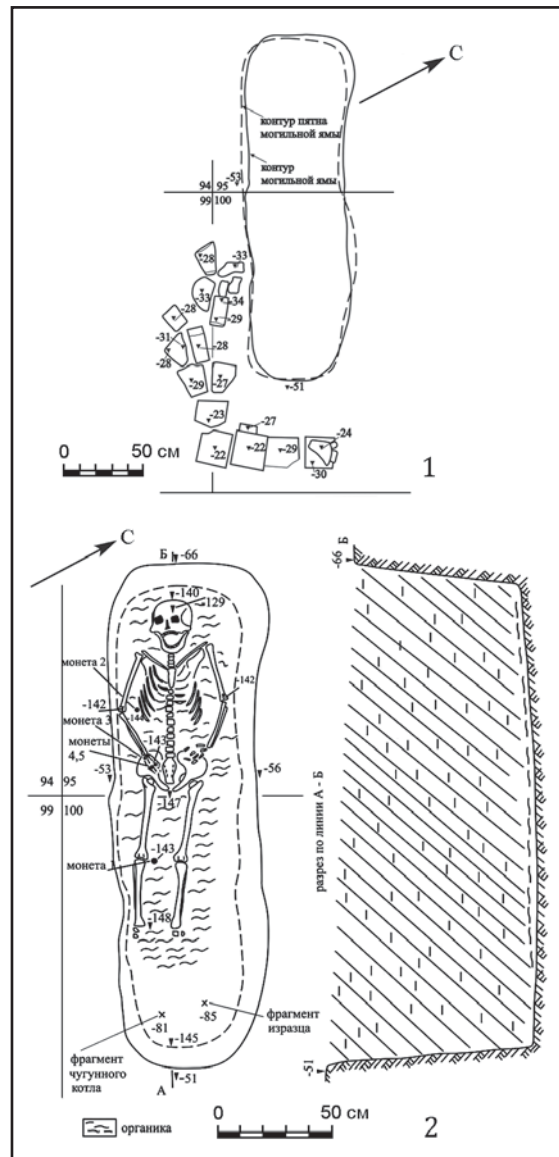 С
контур пятна
могильной ямы
контур
могильной ямы
-53
94 95
99 100
-28 -33
-33 -34
-28 -29
-31 -28
-28
-29 -27
-51
-23
-27
-22 -22 -29 -24
-30
0 50 см
1
С
Б -66
-140
-129
монета 2
-142 -142
-144
монета 3
-143
монеты
4,5
-53 -56
94 95
99 100
-147
-143
монета 1
-148
-81 -85
фрагмент
чугунного
котла
фрагмент
изразца
-145
-51
А
органика
0 50 см
Б
-66
разрез по линии А - Б
-51
2